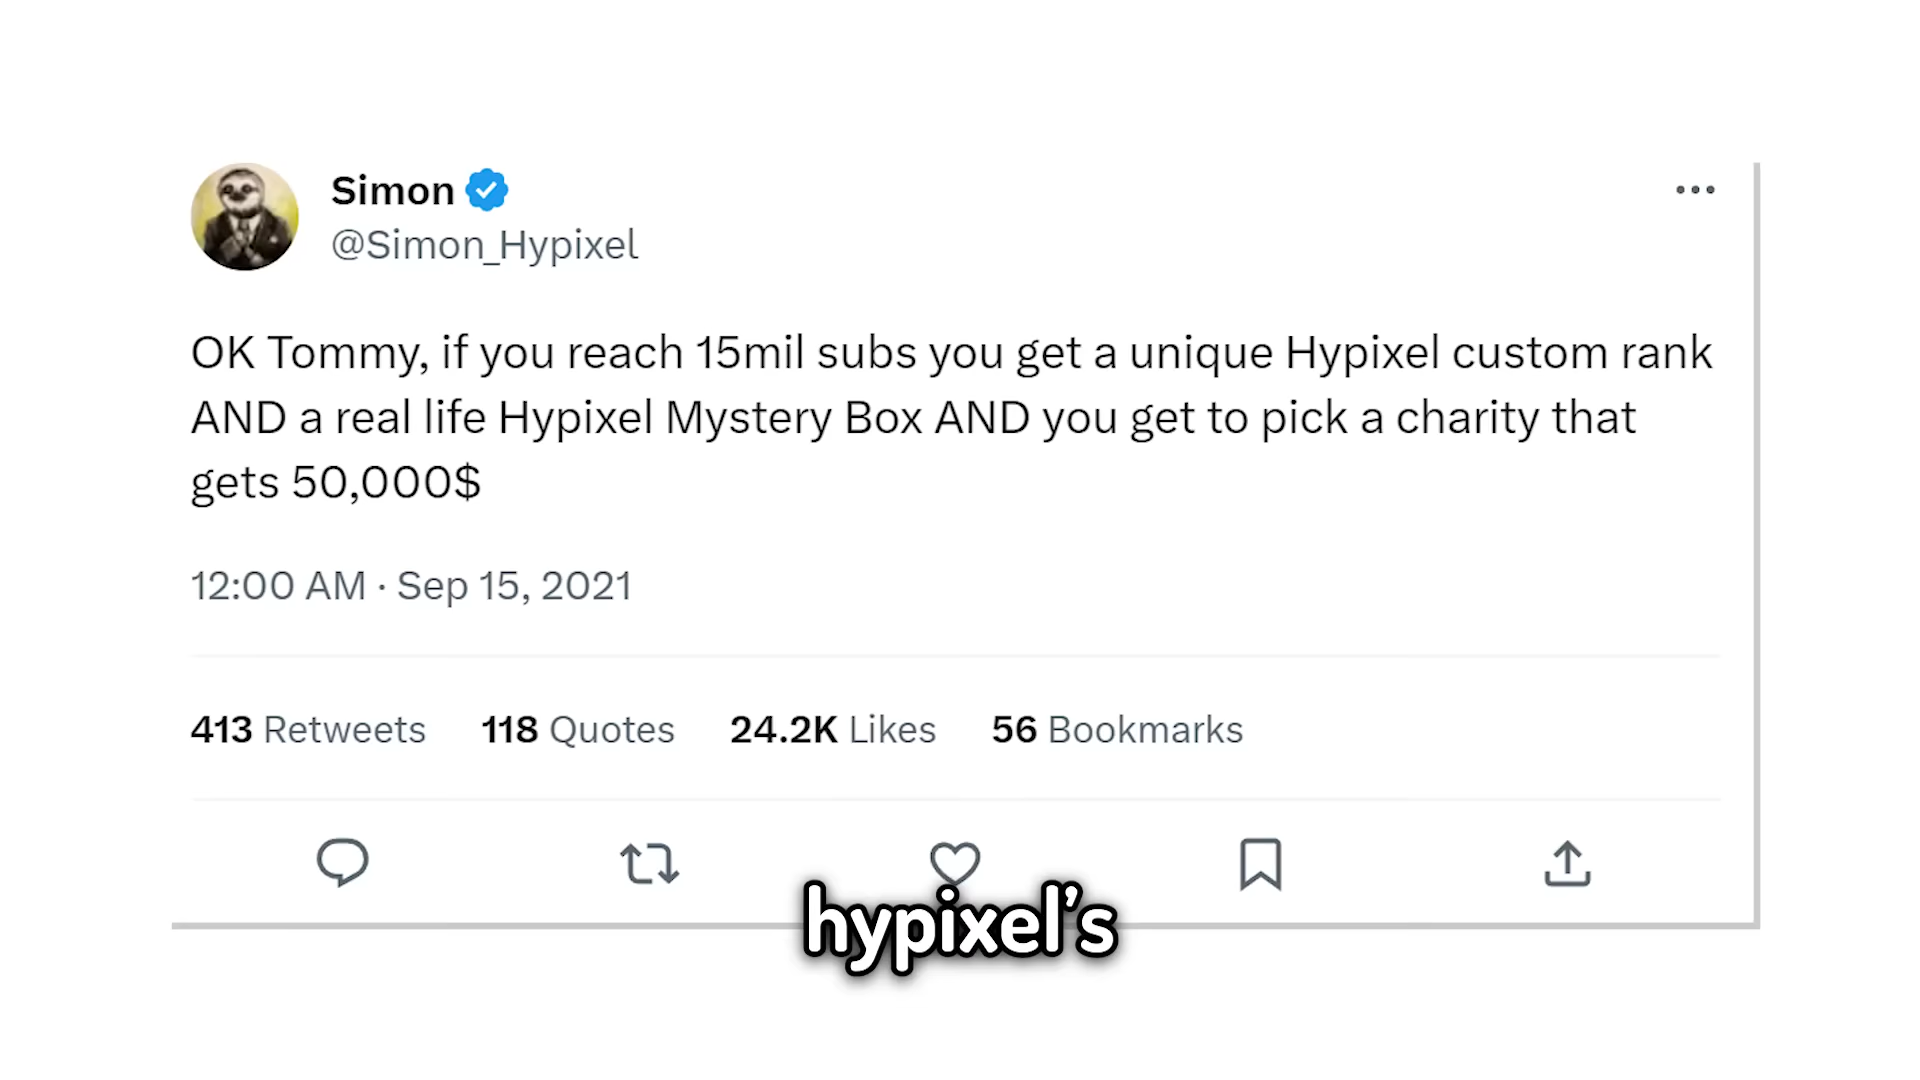 Simon
@Simon_Hypixel
OK Tommy, if you reach 15mil subs you get a unique Hypixel custom rank
AND a real life Hypixel Mystery Box AND you get to pick a charity that
gets 50,000$
12:00 AM · Sep 15, 2021
413 Retweets 118 Quotes 24.2K Likes 56 Bookmarks
hypixel’s